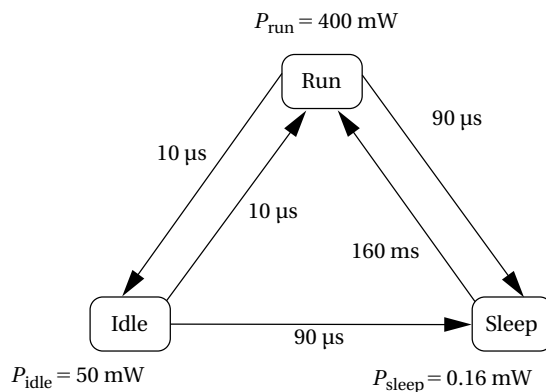 P_run = 400 mW
Run
90 μs
10 μs
10 μs
160 ms
Idle
Sleep
90 μs
P_idle = 50 mW
P_sleep = 0.16 mW